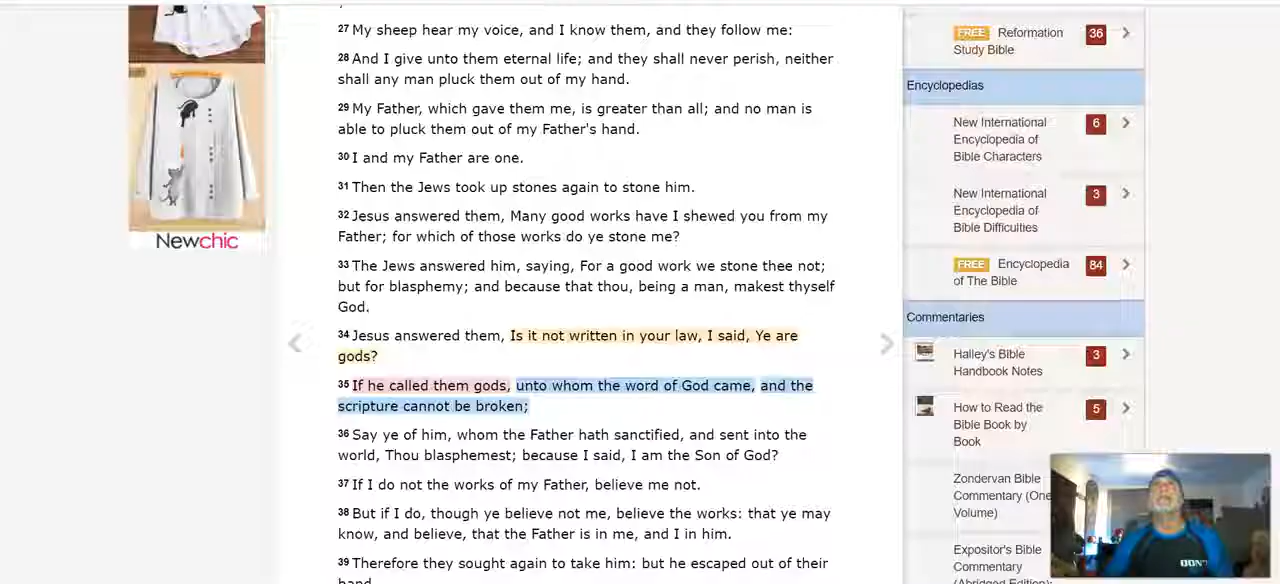 27 My sheep hear my voice, and I know them, and they follow me:
28 And I give unto them eternal life; and they shall never perish, neither
shall any man pluck them out of my hand.
29 My Father, which gave them me, is greater than all; and no man is
able to pluck them out of my Father's hand.
30 I and my Father are one.
31 Then the Jews took up stones again to stone him.
32 Jesus answered them, Many good works have I shewed you from my
Father; for which of those works do ye stone me?
33 The Jews answered him, saying, For a good work we stone thee not;
but for blasphemy; and because that thou, being a man, makest thyself
God.
34 Jesus answered them, Is it not written in your law, I said, Ye are
gods?
35 If he called them gods, unto whom the word of God came, and the
scripture cannot be broken;
36 Say ye of him, whom the Father hath sanctified, and sent into the
world, Thou blasphemest; because I said, I am the Son of God?
37 If I do not the works of my Father, believe me not.
38 But if I do, though ye believe not me, believe the works: that ye may
know, and believe, that the Father is in me, and I in him.
39 Therefore they sought again to take him: but he escaped out of their
hand
Newchic
FREE Reformation 36
Study Bible
Encyclopedias
New International 6
Encyclopedia of
Bible Characters
New International 3
Encyclopedia of
Bible Difficulties
FREE Encyclopedia 84
of The Bible
Commentaries
Halley's Bible 3
Handbook Notes
How to Read the 5
Bible Book by
Book
Zondervan Bible
Commentary (One
Volume)
Expositor's Bible
Commentary
(Abridged Edition)